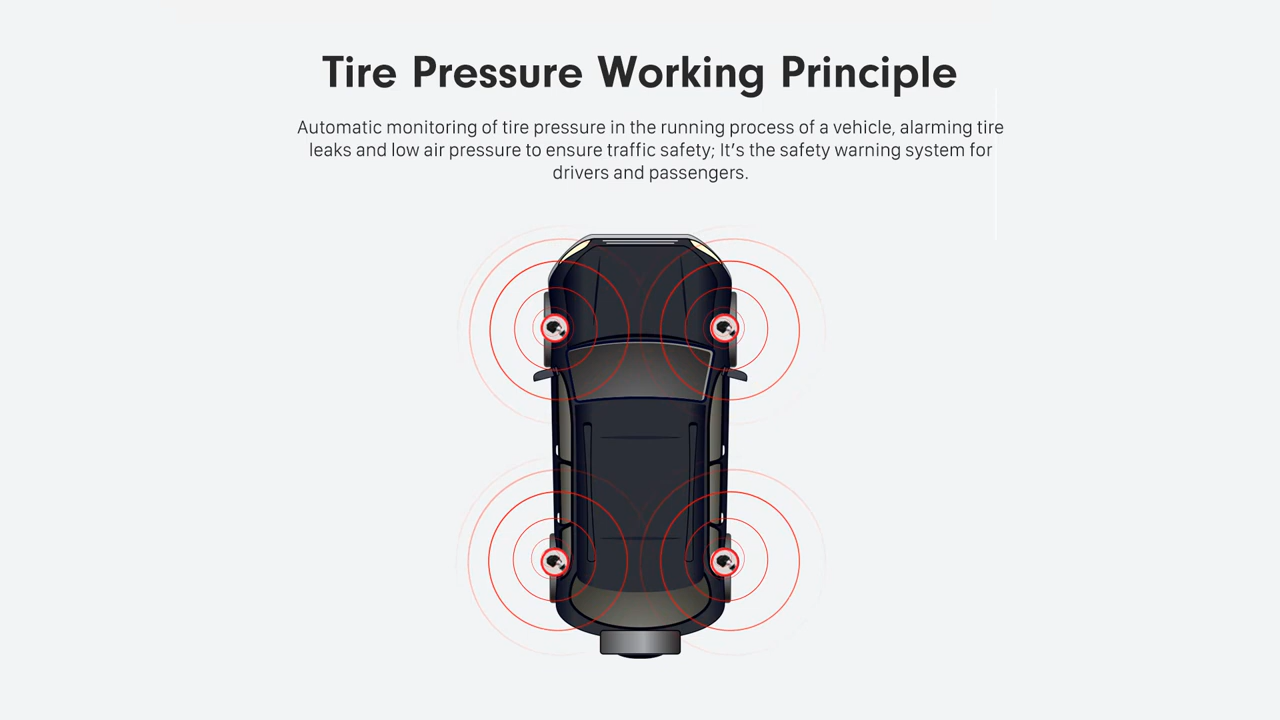 Tire Pressure Working Principle
Automatic monitoring of tire pressure in the running process of a vehicle, alarming tire
leaks and low air pressure to ensure traffic safety; It’s the safety warning system for
drivers and passengers.